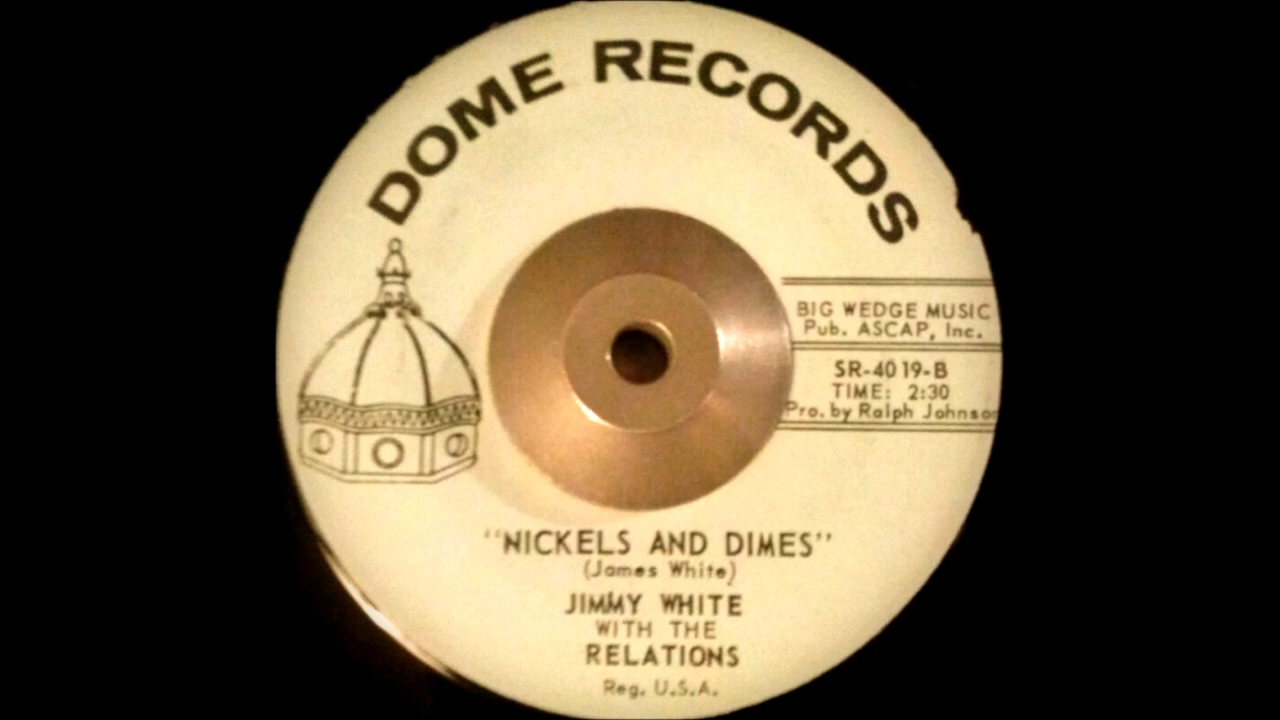 DOME RECORDS
BIG WEDGE MUSIC
Pub. ASCAP, Inc.
SR-4019-B
TIME: 2:30
Pro. by Ralph Johnson
"NICKELS AND DIMES"
(James White)
JIMMY WHITE
WITH THE
RELATIONS
Reg. U.S.A.